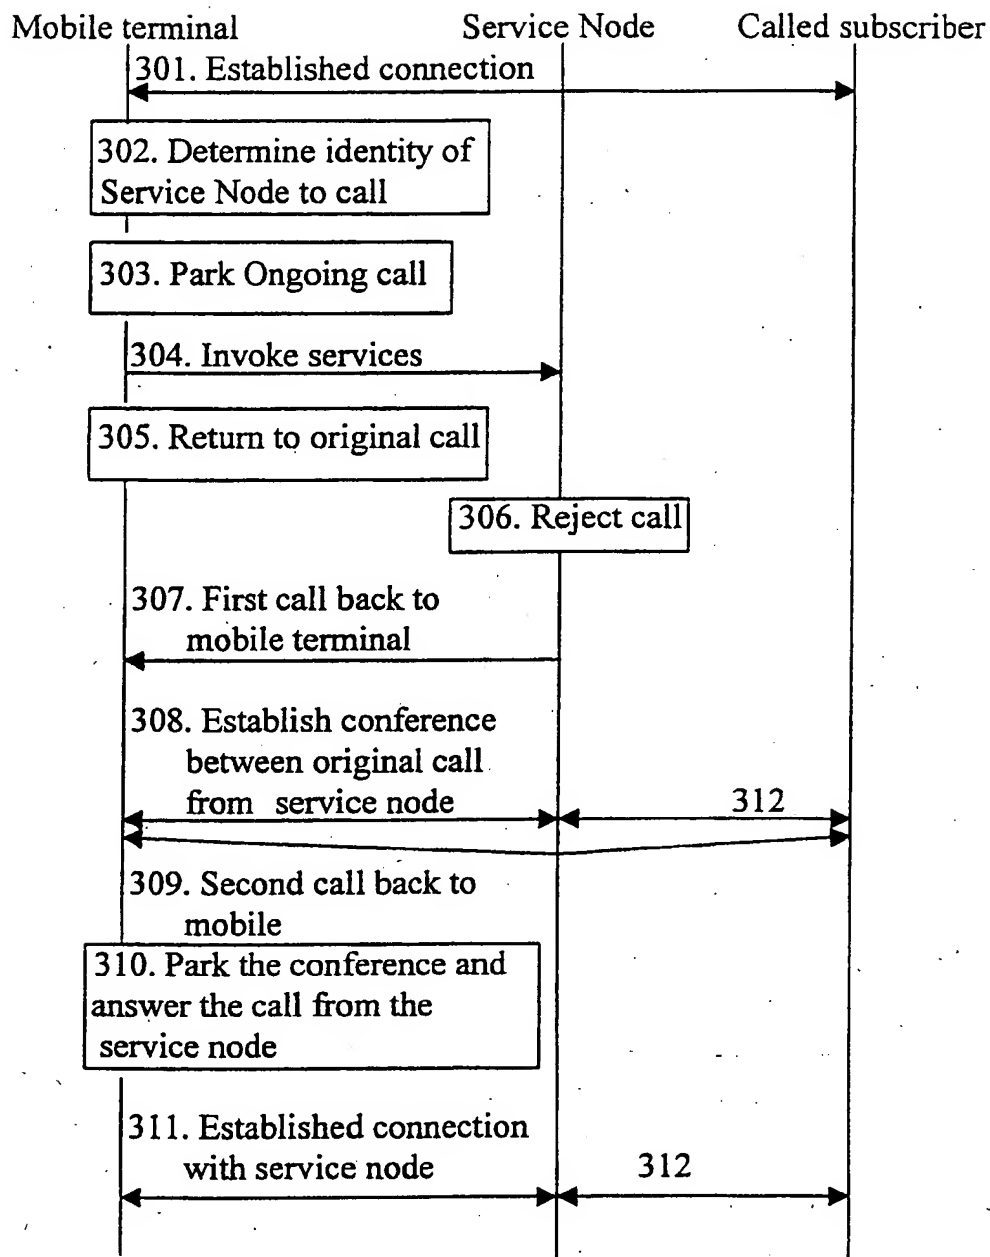 Mobile terminal Service Node Called subscriber
301. Established connection
302. Determine identity of
Service Node to call
303. Park Ongoing call
304. Invoke services
305. Return to original call
306. Reject call
307. First call back to
mobile terminal
308. Establish conference
between original call
from service node
312
309. Second call back to
mobile
310. Park the conference and
answer the call from the
service node
311. Established connection
with service node
312